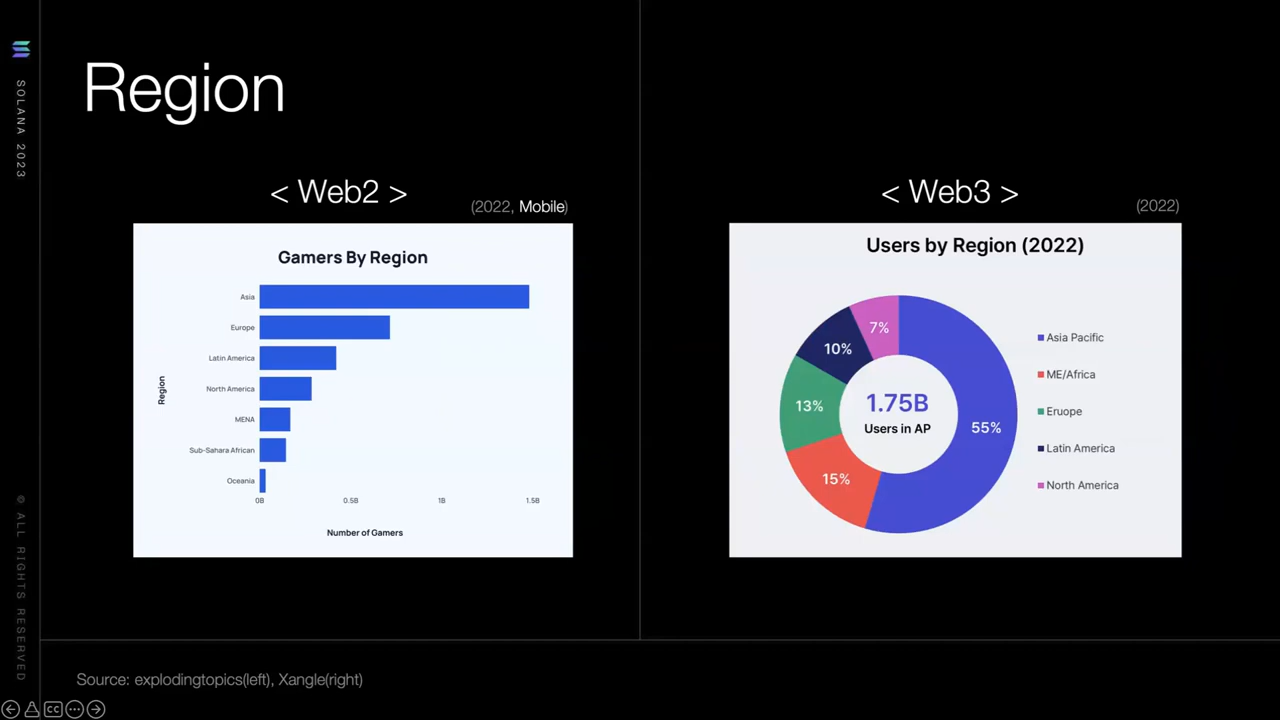 SOLANA 2023
© ALL RIGHTS RESERVED
Region
< Web2 >
(2022, Mobile)
Gamers By Region
Region
Asia
Europe
Latin America
North America
MENA
Sub-Sahara African
Oceania
0B 0.5B 1B 1.5B
Number of Gamers
< Web3 >
(2022)
Users by Region (2022)
7%
10%
13%
15%
55%
1.75B
Users in AP
Asia Pacific
ME/Africa
Eruope
Latin America
North America
Source: explodingtopics(left), Xangle(right)
CC